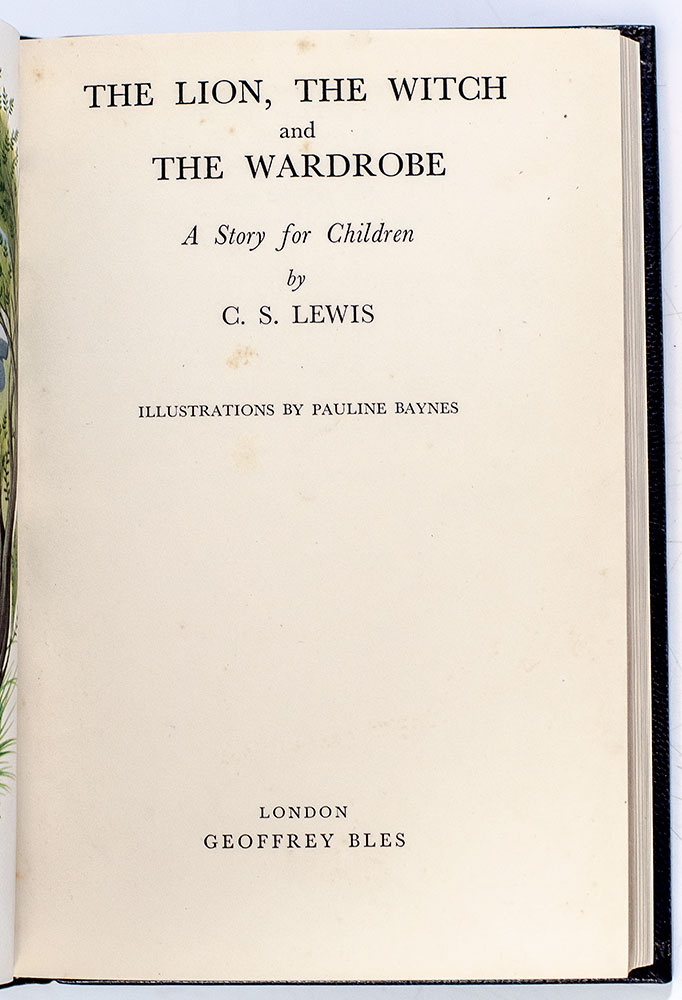 THE LION, THE WITCH
and
THE WARDROBE
A Story for Children
by
C. S. LEWIS
ILLUSTRATIONS BY PAULINE BAYNES
LONDON
GEOFFREY BLES